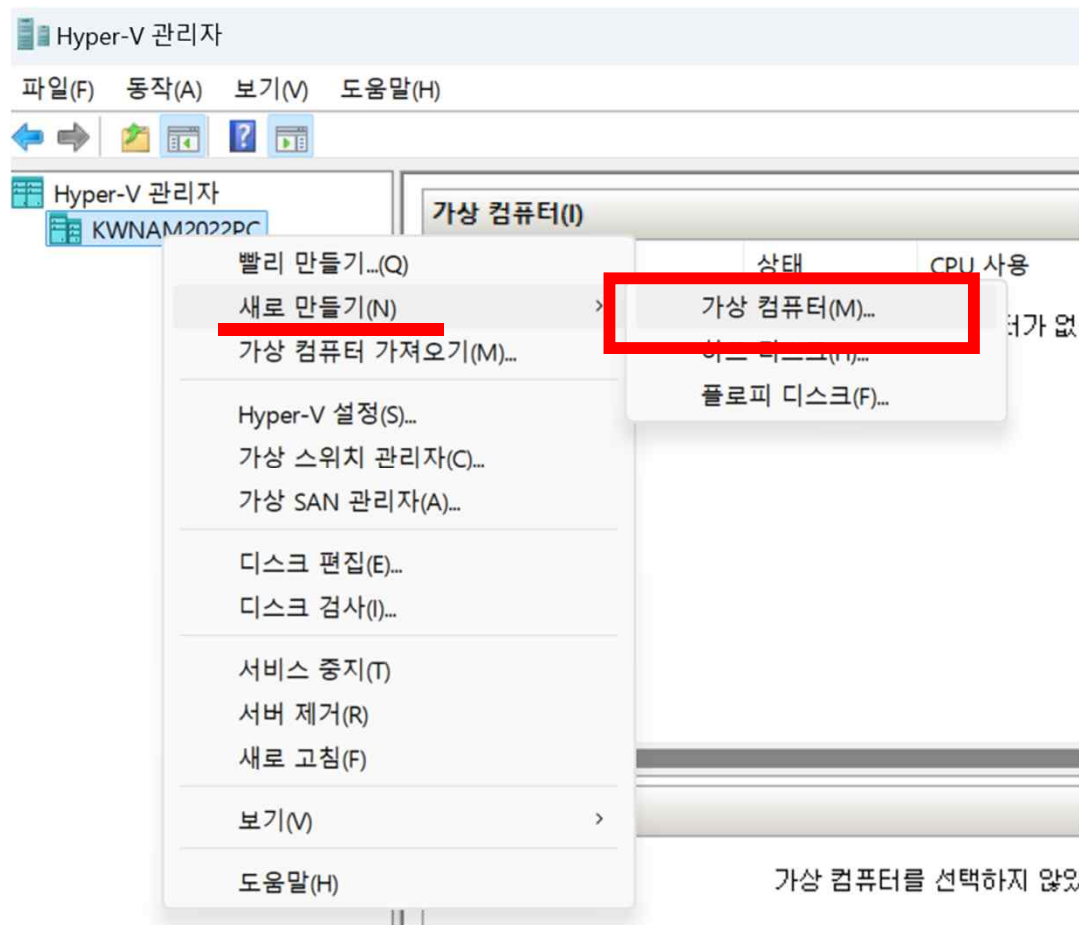 Hyper-V 관리자
파일(F) 동작(A) 보기(V) 도움말(H)
Hyper-V 관리자
KWNAM2022PC
가상 컴퓨터(I)
상태 CPU 사용
빨리 만들기...(Q)
새로 만들기(N)
가상 컴퓨터 가져오기(M)...
Hyper-V 설정(S)...
가상 스위치 관리자(C)...
가상 SAN 관리자(A)...
디스크 편집(E)...
디스크 검사(I)...
서비스 중지(T)
서버 제거(R)
새로 고침(F)
보기(V)
도움말(H)
가상 컴퓨터(M)...
디스크(H)...
플로피 디스크(F)...
없
가상 컴퓨터를 선택하지 않았